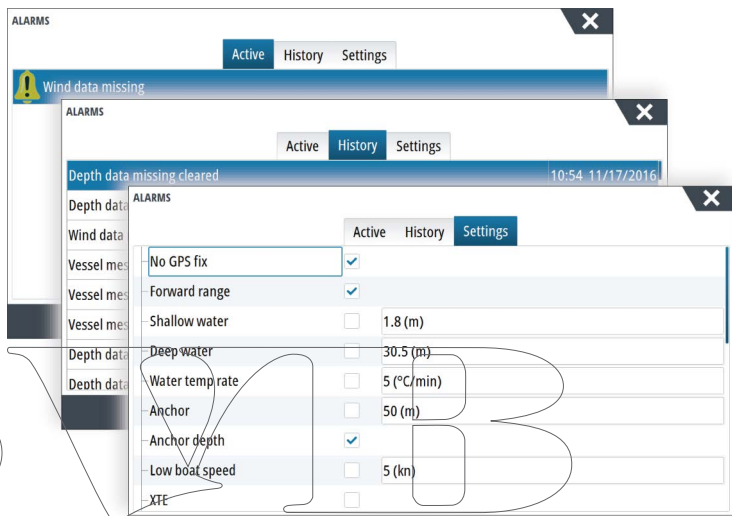 ALARMS
Active History Settings
Wind data missing
ALARMS
Active History Settings
Depth data missing cleared 10:54 11/17/2016
Depth data
Wind data
Vessel mes
Vessel mes
Vessel mes
Depth data
Depth data
ALARMS
Active History Settings
No GPS fix
Forward range
Shallow water 1.8 (m)
Deep water 30.5 (m)
Water temp rate 5 (°C/min)
Anchor 50 (m)
Anchor depth
Low boat speed 5 (kn)
XTE